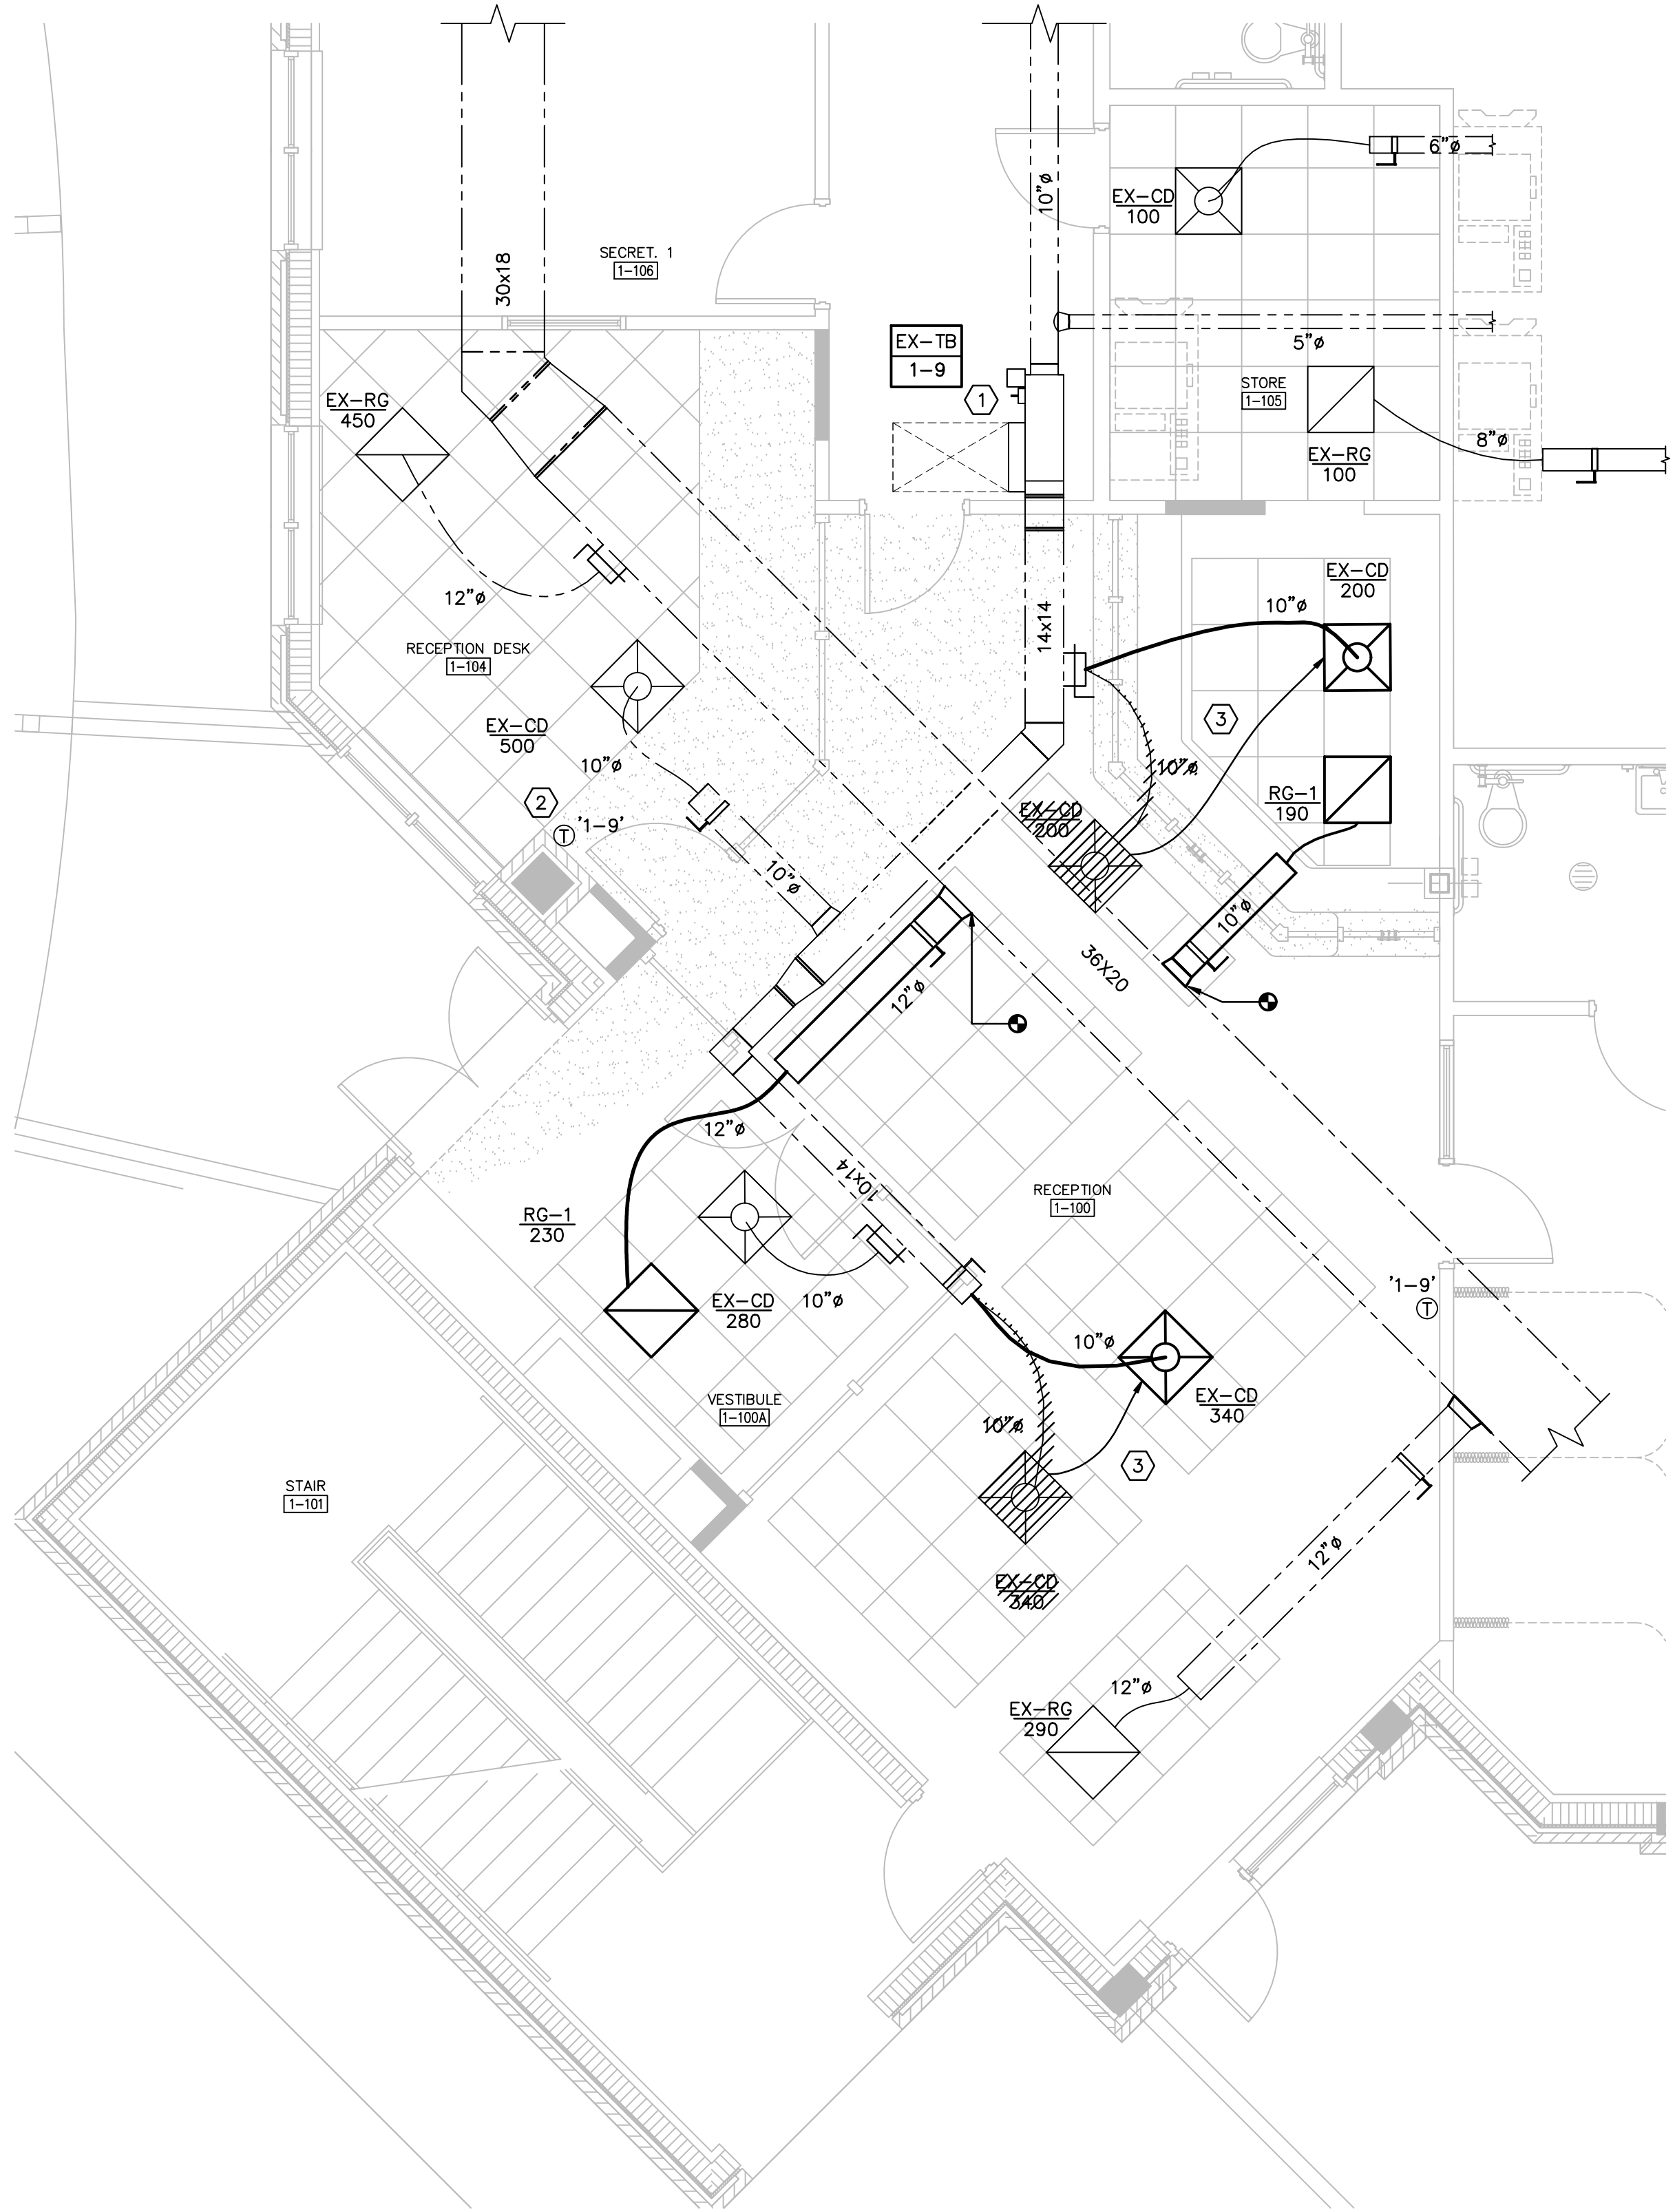 6"ø
10"ø
EX-CD
100
SECRET. 1
1-106
30x18
EX-TB
1-9
1
5"ø
STORE
1-105
EX-RG
450
8"ø
EX-RG
100
EX-CD
200
10"ø
12"ø
14x14
RECEPTION DESK
1-104
3
EX-CD
500
10"ø
10"ø
2
'1-9'
T
EX-CD
200
RG-1
190
10"ø
10"ø
36X20
12"ø
12"ø
10x14
RECEPTION
1-100
RG-1
230
EX-CD
280
10"ø
'1-9'
T
10"ø
VESTIBULE
1-100A
EX-CD
340
10"ø
3
STAIR
1-101
12"ø
EX-CD
340
12"ø
EX-RG
290